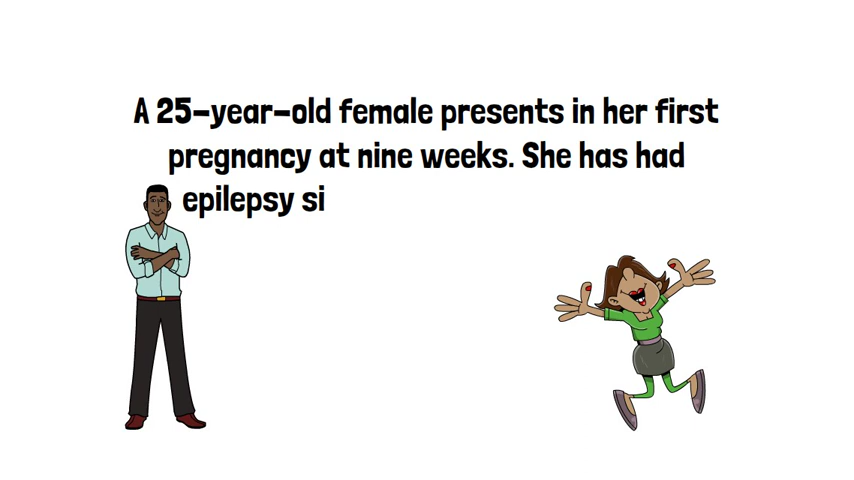 A 25-year-old female presents in her first
pregnancy at nine weeks. She has had
epilepsy si